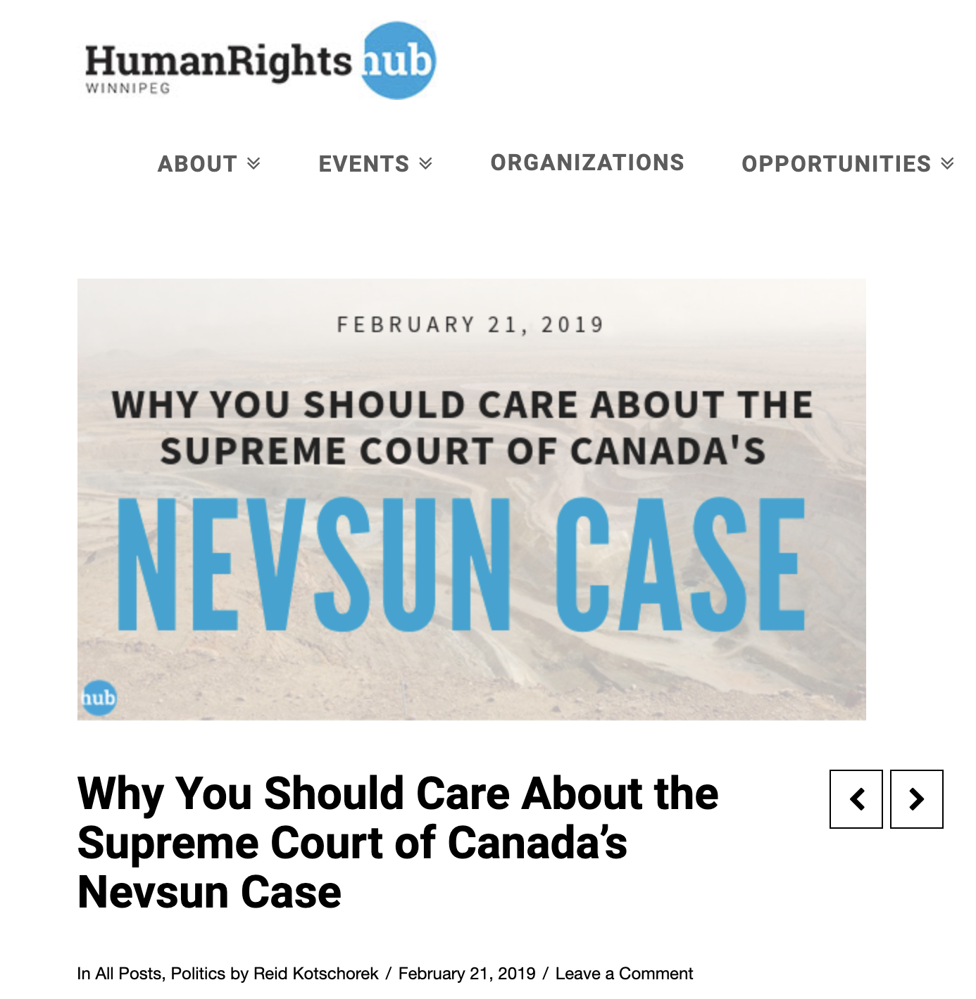 HumanRights hub
WINNIPEG
ABOUT EVENTS ORGANIZATIONS OPPORTUNITIES
FEBRUARY 21, 2019
WHY YOU SHOULD CARE ABOUT THE
SUPREME COURT OF CANADA'S
NEVSUN CASE
hub
Why You Should Care About the
Supreme Court of Canada’s
Nevsun Case
In All Posts, Politics by Reid Kotschorek / February 21, 2019 / Leave a Comment